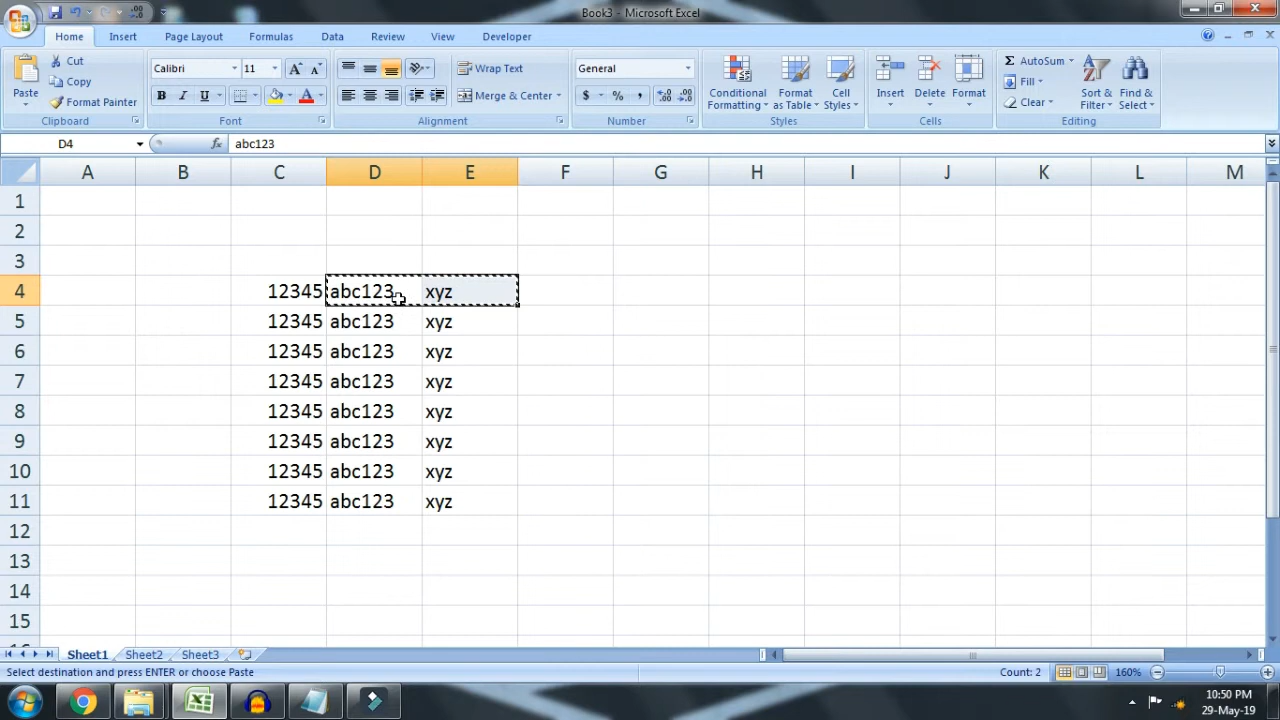 Book3 - Microsoft Excel
Home Insert Page Layout Formulas Data Review View Developer
Paste
Cut
Copy
Format Painter
Clipboard
Calibri 11
B I U
Font
Wrap Text
Merge & Center
Alignment
General
$ % ,
Number
Conditional Formatting
Format as Table
Cell Styles
Styles
Insert
Delete
Format
Cells
AutoSum
Fill
Clear
Sort & Filter
Find & Select
Editing
D4 fx abc123
A B C D E F G H I J K L M
1
2
3
4 12345 abc123 xyz
5 12345 abc123 xyz
6 12345 abc123 xyz
7 12345 abc123 xyz
8 12345 abc123 xyz
9 12345 abc123 xyz
10 12345 abc123 xyz
11 12345 abc123 xyz
12
13
14
15
Sheet1 Sheet2 Sheet3
Select destination and press ENTER or choose Paste Count: 2 160%
10:50 PM
29-May-19